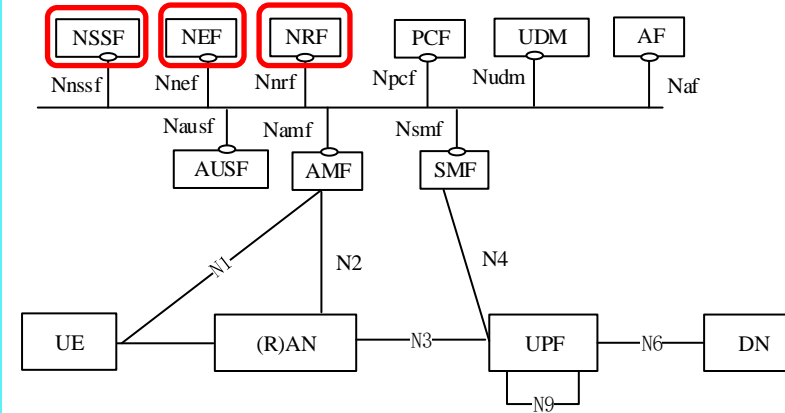 NSSF NEF NRF PCF UDM AF
Nnssf Nnef Nnrf Npcf Nudm Naf
Nausf Namf Nsmf
AUSF AMF SMF
N1 N2 N4
UE (R)AN N3 UPF N6 DN
N9